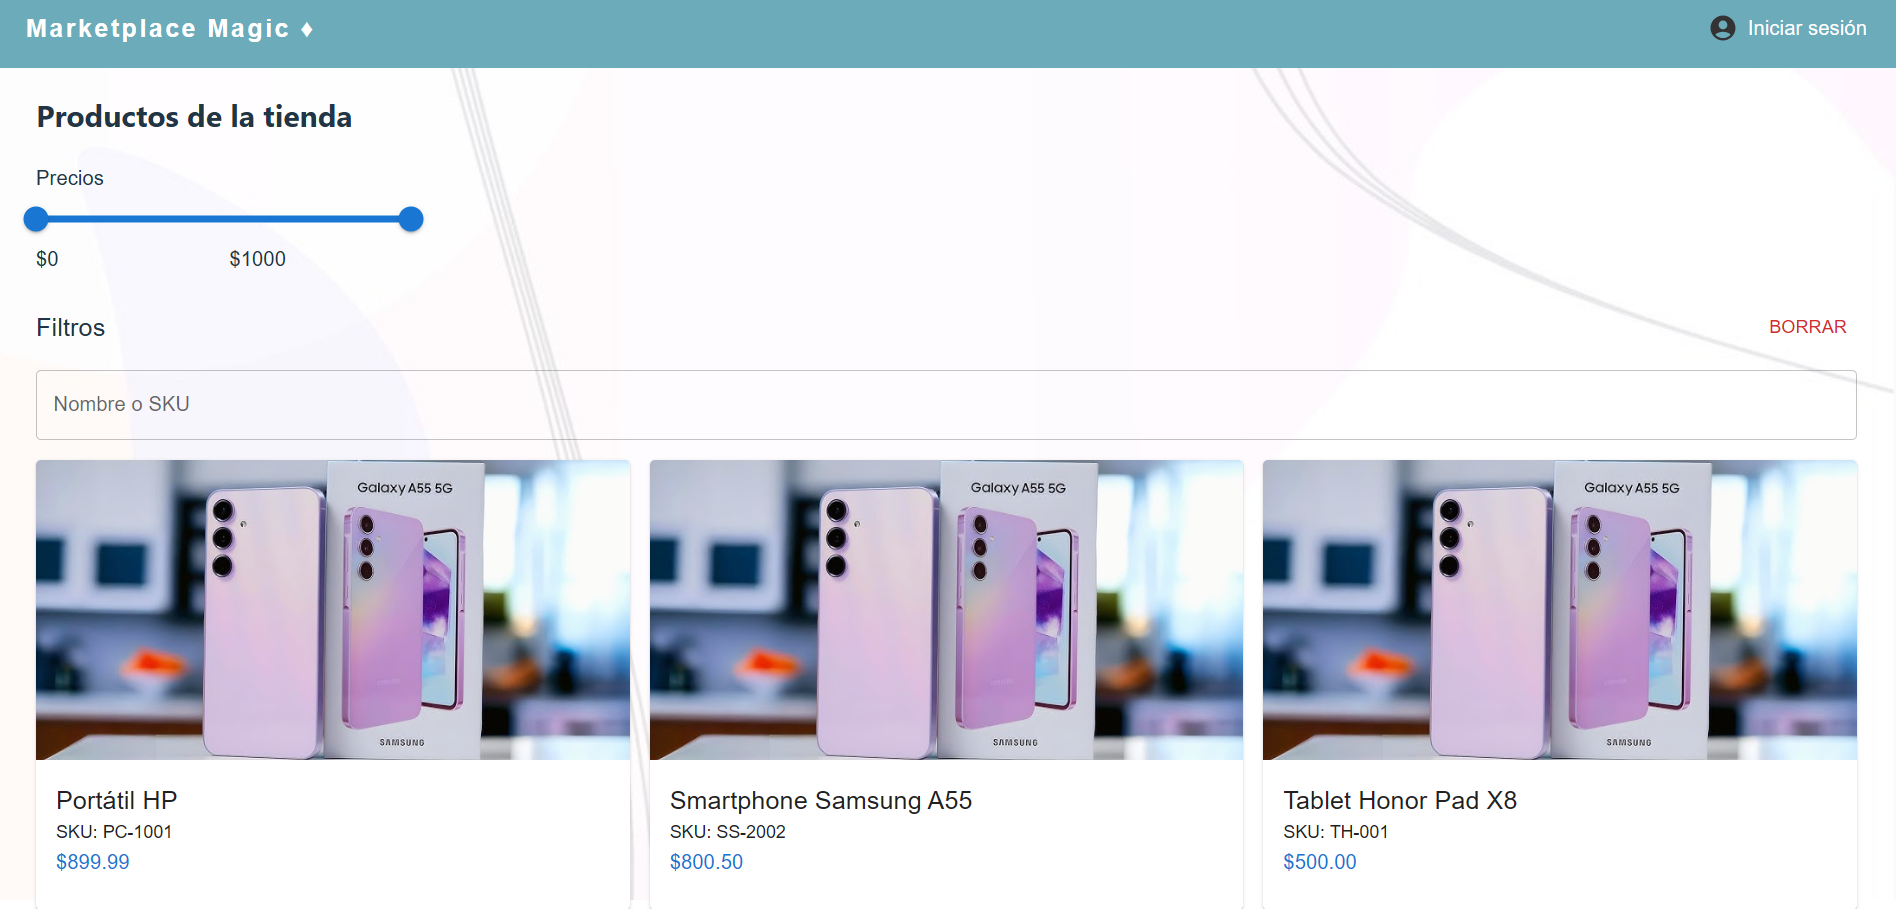 Marketplace Magic ♦
Iniciar sesión
Productos de la tienda
Precios
$0 $1000
Filtros
BORRAR
Nombre o SKU
Galaxy A55 5G
SAMSUNG
Galaxy A55 5G
SAMSUNG
Galaxy A55 5G
SAMSUNG
Portátil HP
SKU: PC-1001
$899.99
Smartphone Samsung A55
SKU: SS-2002
$800.50
Tablet Honor Pad X8
SKU: TH-001
$500.00